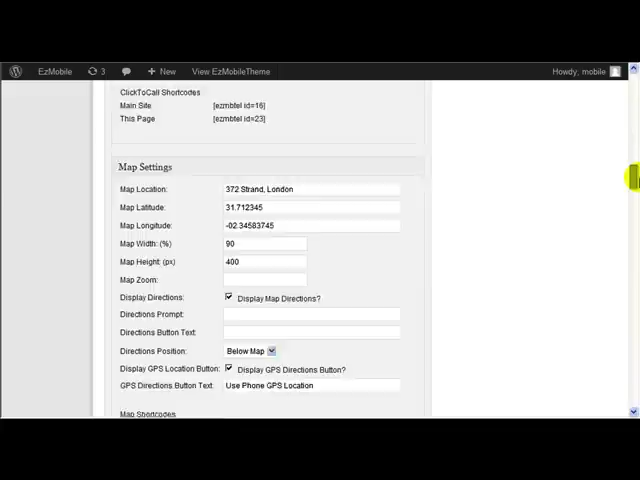 EzMobile 3 New View EzMobileTheme Howdy, mobile
ClickToCall Shortcodes
Main Site [ezmbtel id=16]
This Page [ezmbtel id=23]
Map Settings
Map Location: 372 Strand, London
Map Latitude: 31.712345
Map Longitude: -02.34583745
Map Width: (%) 90
Map Height: (px) 400
Map Zoom:
Display Directions: Display Map Directions?
Directions Prompt:
Directions Button Text:
Directions Position: Below Map
Display GPS Location Button: Display GPS Directions Button?
GPS Directions Button Text: Use Phone GPS Location
Map Shortcodes